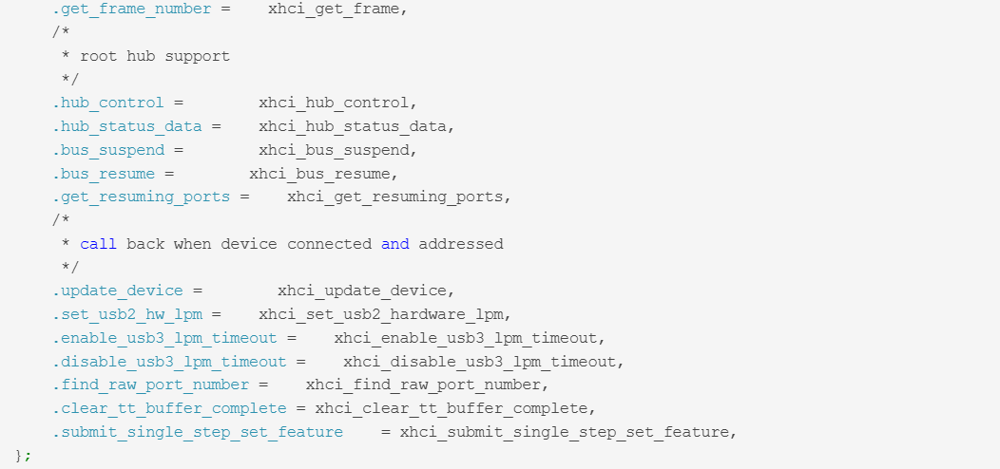 .get_frame_number =    xhci_get_frame,
/*
 * root hub support
 */
.hub_control =        xhci_hub_control,
.hub_status_data =    xhci_hub_status_data,
.bus_suspend =        xhci_bus_suspend,
.bus_resume =        xhci_bus_resume,
.get_resuming_ports =    xhci_get_resuming_ports,
/*
 * call back when device connected and addressed
 */
.update_device =        xhci_update_device,
.set_usb2_hw_lpm =    xhci_set_usb2_hardware_lpm,
.enable_usb3_lpm_timeout =    xhci_enable_usb3_lpm_timeout,
.disable_usb3_lpm_timeout =    xhci_disable_usb3_lpm_timeout,
.find_raw_port_number =    xhci_find_raw_port_number,
.clear_tt_buffer_complete = xhci_clear_tt_buffer_complete,
.submit_single_step_set_feature    = xhci_submit_single_step_set_feature,
};